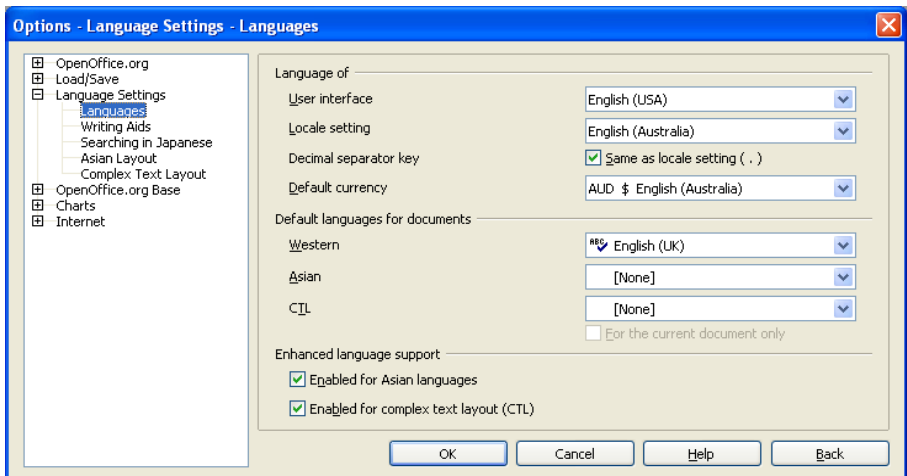 Options - Language Settings - Languages
OpenOffice.org
Load/Save
Language Settings
Languages
Writing Aids
Searching in Japanese
Asian Layout
Complex Text Layout
OpenOffice.org Base
Charts
Internet
Language of
User interface English (USA)
Locale setting English (Australia)
Decimal separator key Same as locale setting ( . )
Default currency AUD $ English (Australia)
Default languages for documents
Western ABC English (UK)
Asian [None]
CTL [None]
For the current document only
Enhanced language support
Enabled for Asian languages
Enabled for complex text layout (CTL)
OK Cancel Help Back